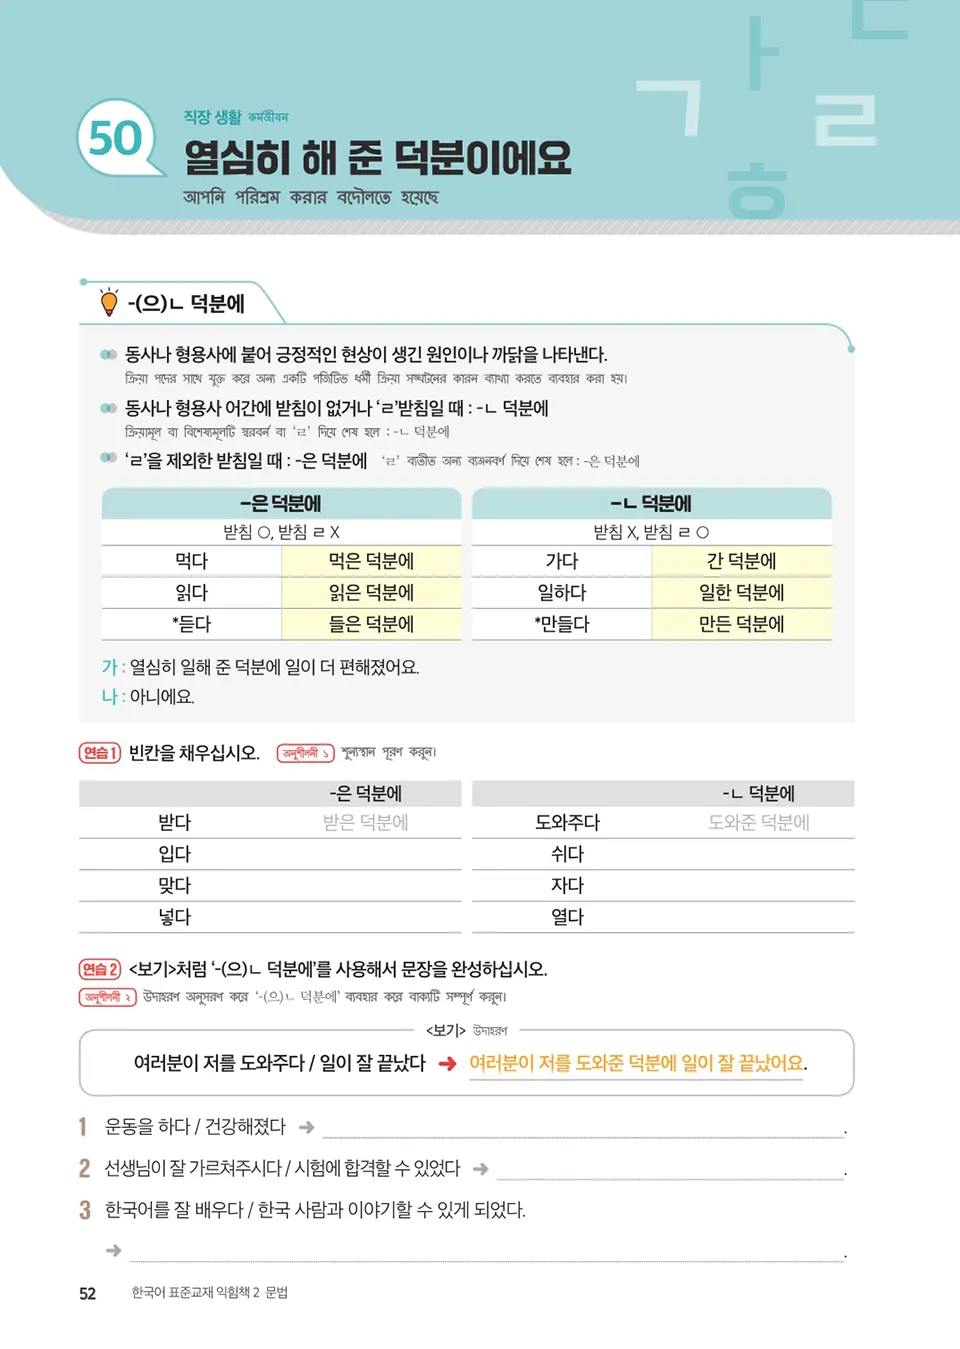 50
직장 생활 কর্মজীবন
열심히 해 준 덕분이에요
আপনি পরিশ্রম করার বদৌলতে হয়েছে
-(으)ㄴ 덕분에
동사나 형용사에 붙어 긍정적인 현상이 생긴 원인이나 까닭을 나타낸다.
ক্রিয়া পদের সাথে যুক্ত করে অন্য একটি পজিটিভ ধর্মী ক্রিয়া সংঘটনের কারন ব্যাখ্যা করতে ব্যবহার করা হয়।
동사나 형용사 어간에 받침이 없거나 ‘ㄹ’받침일 때 : -ㄴ 덕분에
ক্রিয়ামূল বা বিশেষ্যমূলটি স্বরবর্ন বা ‘ㄹ’ দিয়ে শেষ হলে : -ㄴ 덕분에
‘ㄹ’을 제외한 받침일 때 : -은 덕분에 ‘ㄹ’ ব্যতীত অন্য ব্যঞ্জনবর্ণ দিয়ে শেষ হলে : -은 덕분에
-은 덕분에 -ㄴ 덕분에
받침 O, 받침 ㄹ X 받침 X, 받침 ㄹ O
먹다 먹은 덕분에 가다 간 덕분에
읽다 읽은 덕분에 일하다 일한 덕분에
*듣다 들은 덕분에 *만들다 만든 덕분에
가 : 열심히 일해 준 덕분에 일이 더 편해졌어요.
나 : 아니에요.
연습 1 빈칸을 채우십시오. অনুশীলনী ১ শূন্যস্থান পূরণ করুন।
-은 덕분에 -ㄴ 덕분에
받다 받은 덕분에 도와주다 도와준 덕분에
입다 쉬다
맞다 자다
넣다 열다
연습 2 <보기>처럼 ‘-(으)ㄴ 덕분에’를 사용해서 문장을 완성하십시오.
অনুশীলনী ২ উদাহরণ অনুসরণ করে ‘-(으)ㄴ 덕분에’ ব্যবহার করে বাক্যটি সম্পূর্ণ করুন।
<보기> উদাহরণ
여러분이 저를 도와주다 / 일이 잘 끝났다 ➜ 여러분이 저를 도와준 덕분에 일이 잘 끝났어요.
1 운동을 하다 / 건강해졌다 ➜ .
2 선생님이 잘 가르쳐주시다 / 시험에 합격할 수 있었다 ➜ .
3 한국어를 잘 배우다 / 한국 사람과 이야기할 수 있게 되었다.
➜ .
52 한국어 표준교재 익힘책 2 문법